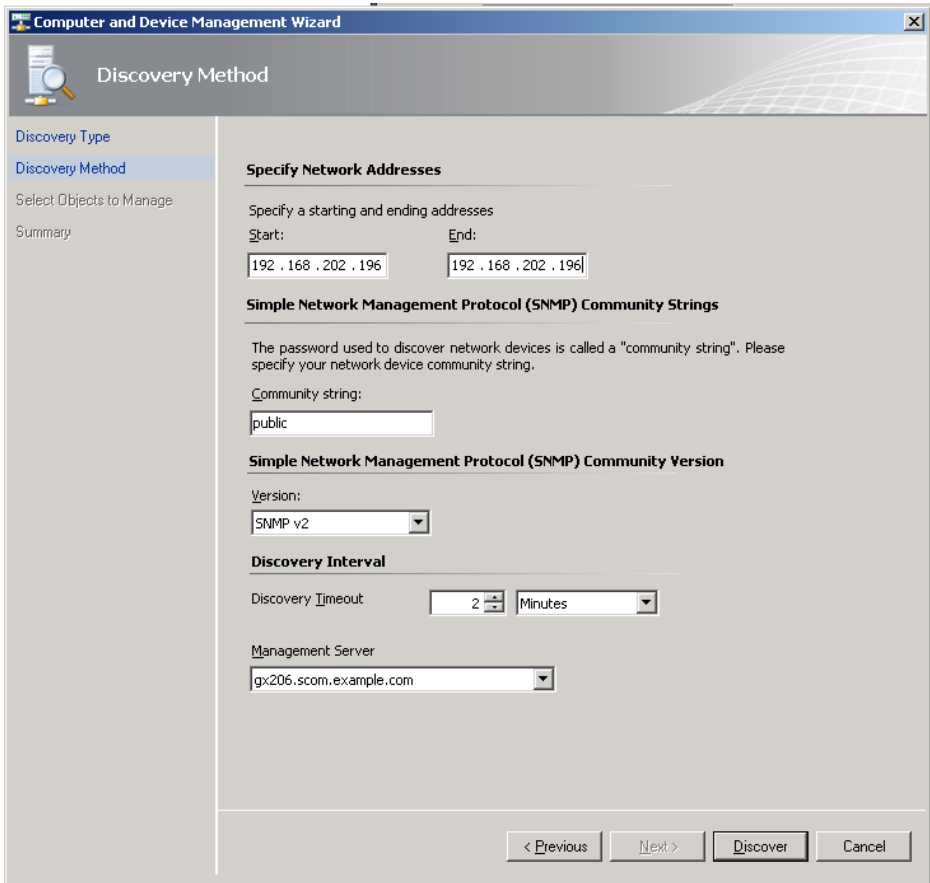 Computer and Device Management Wizard
Discovery Method
Discovery Type
Discovery Method
Select Objects to Manage
Summary
Specify Network Addresses
Specify a starting and ending addresses
Start: End:
192 . 168 . 202 . 196 192 . 168 . 202 . 196
Simple Network Management Protocol (SNMP) Community Strings
The password used to discover network devices is called a "community string". Please
specify your network device community string.
Community string:
public
Simple Network Management Protocol (SNMP) Community Version
Version:
SNMP v2
Discovery Interval
Discovery Timeout 2 Minutes
Management Server
gx206.scom.example.com
< Previous Next > Discover Cancel